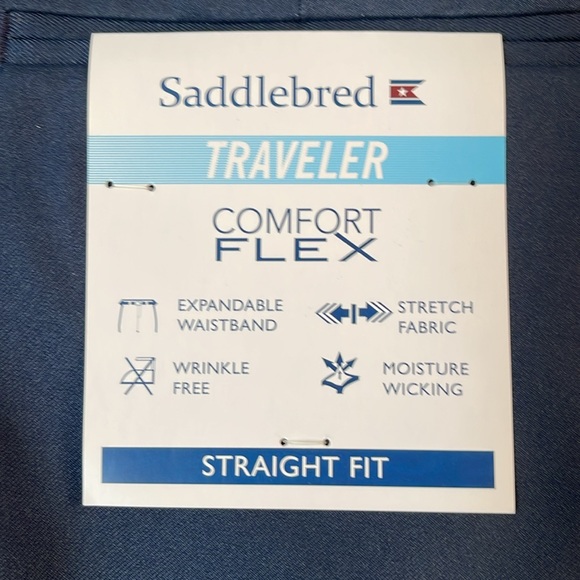 Saddlebred
TRAVELER
COMFORT
FLEX
EXPANDABLE
WAISTBAND
STRETCH
FABRIC
WRINKLE
FREE
MOISTURE
WICKING
STRAIGHT FIT